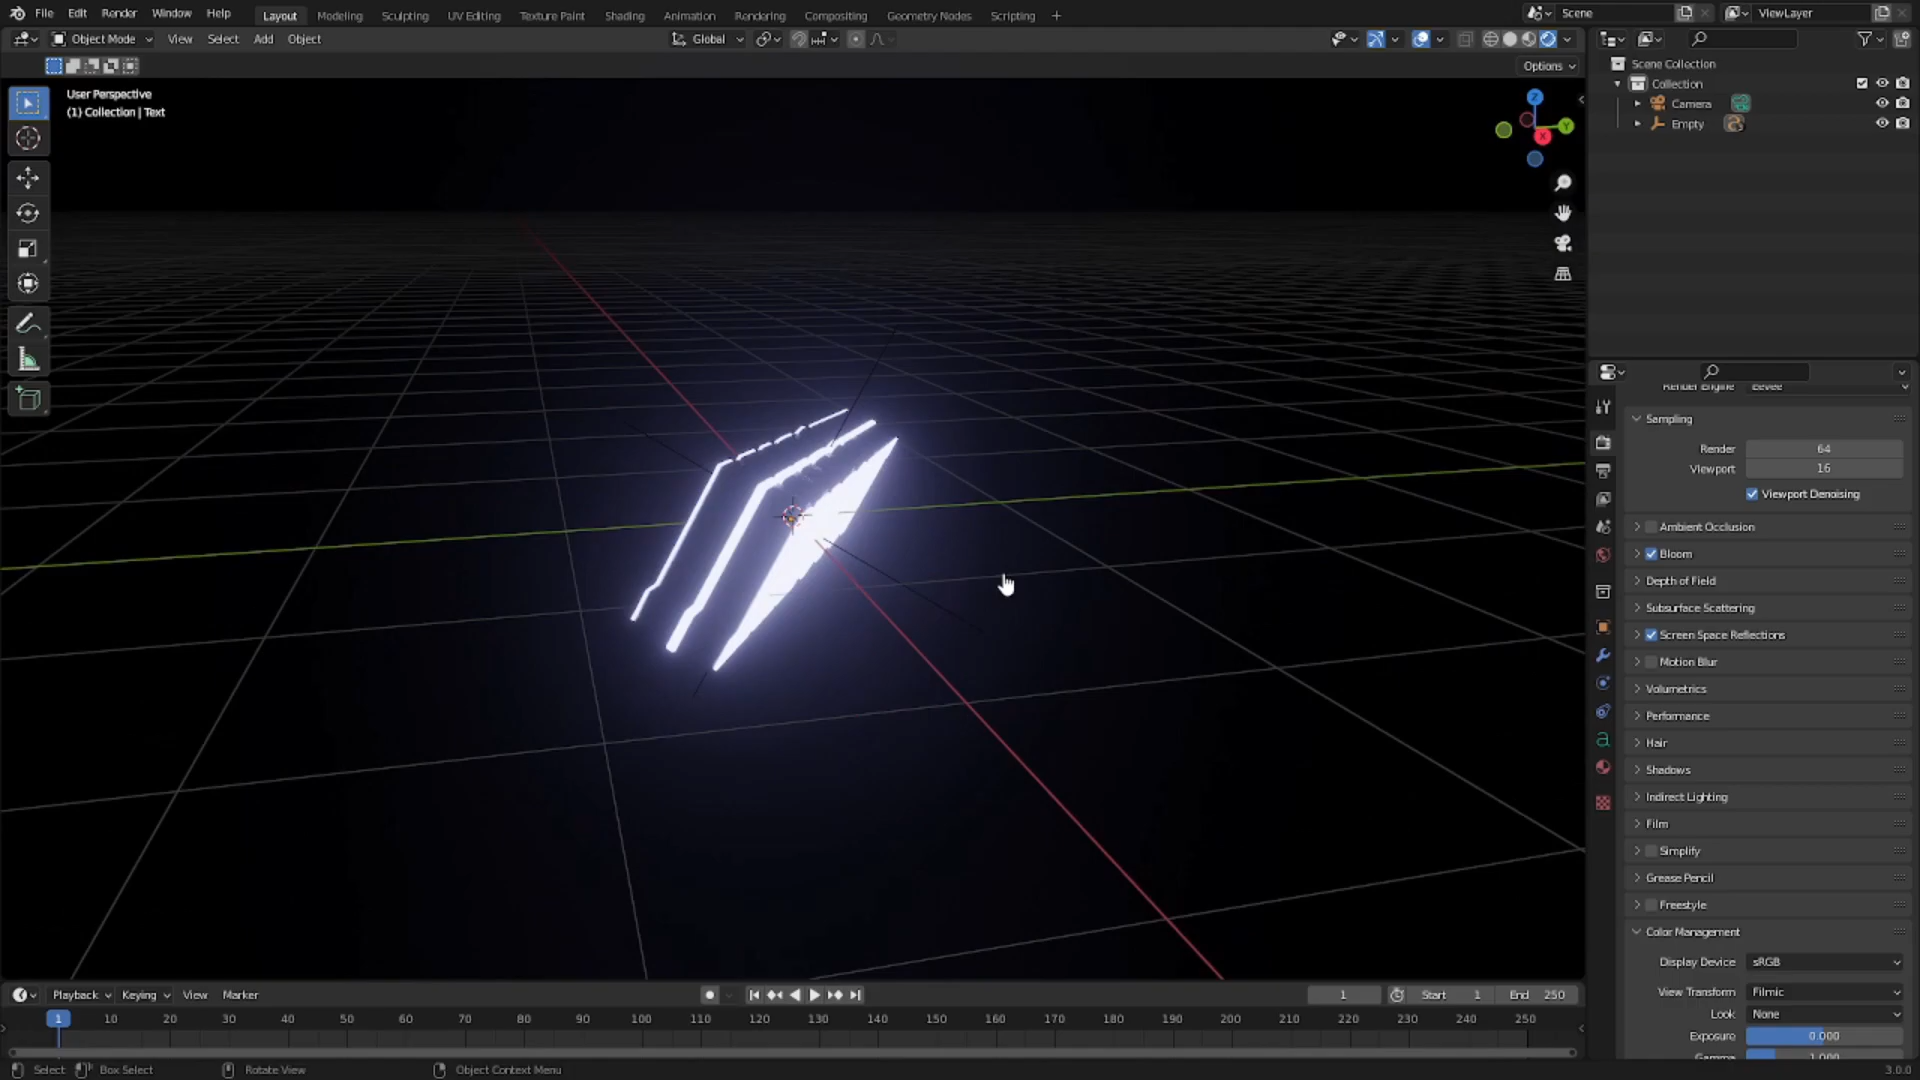 File Edit Render Window Help Layout Modeling Sculpting UV Editing Texture Paint Shading Animation Rendering Compositing Geometry Nodes Scripting + Scene ViewLayer
Object Mode View Select Add Object Global
Options
User Perspective
(1) Collection | Text
Z
Y
X
Scene Collection
Collection
Camera
Empty
Render Engine Eevee
Sampling
Render 64
Viewport 16
Viewport Denoising
Ambient Occlusion
Bloom
Depth of Field
Subsurface Scattering
Screen Space Reflections
Motion Blur
Volumetrics
Performance
Hair
Shadows
Indirect Lighting
Film
Simplify
Grease Pencil
Freestyle
Color Management
Display Device sRGB
View Transform Filmic
Look None
Exposure 0.000
Gamma 1.000
Playback Keying View Marker 1 Start 1 End 250
1 10 20 30 40 50 60 70 80 90 100 110 120 130 140 150 160 170 180 190 200 210 220 230 240 250
Select Box Select Rotate View Object Context Menu 3.0.0